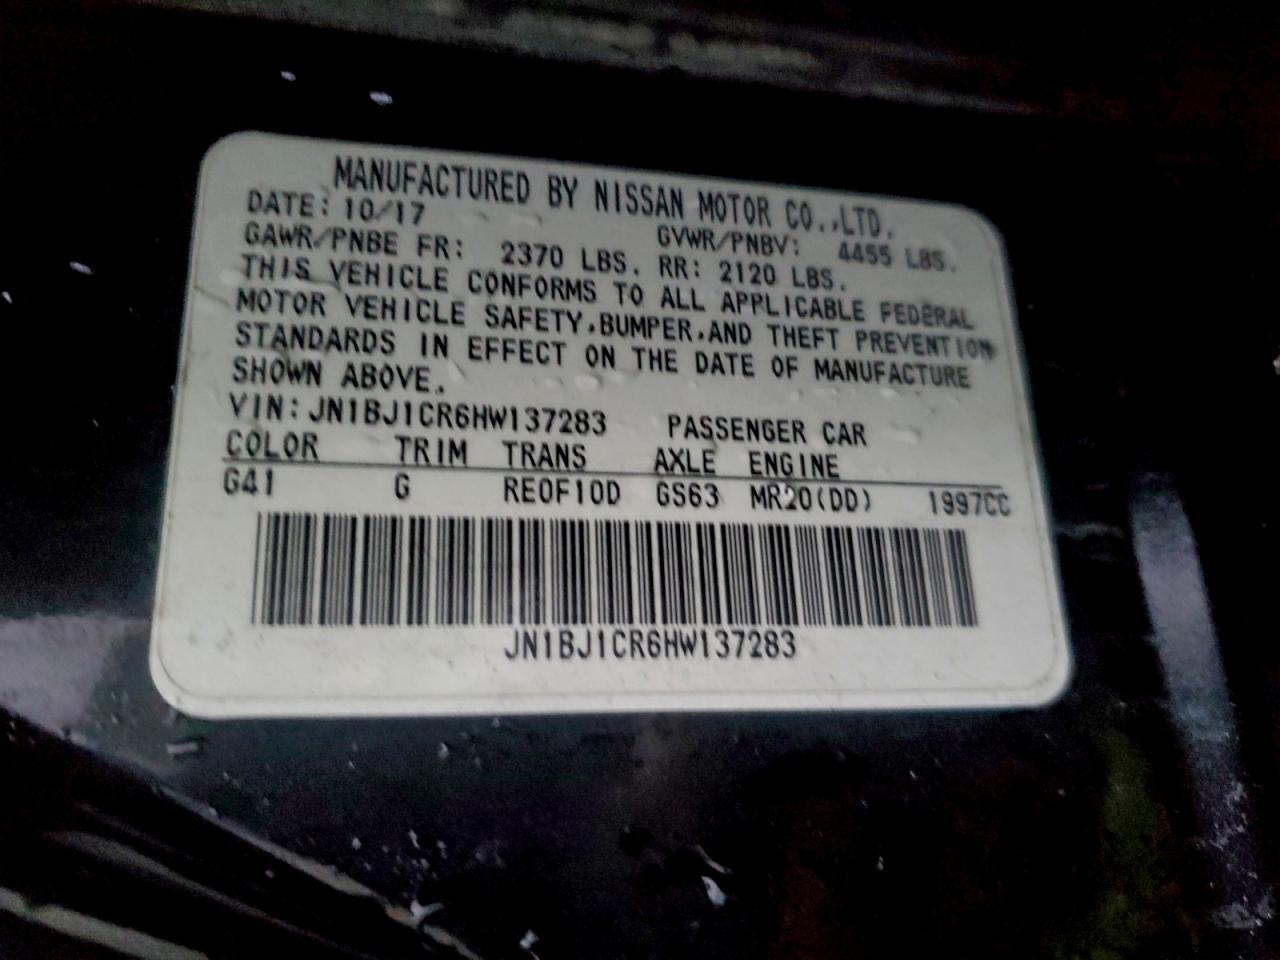 MANUFACTURED BY NISSAN MOTOR CO.,LTD.
DATE: 10/17 GVWR/PNBV: 4455 LBS.
GAWR/PNBE FR: 2370 LBS. RR: 2120 LBS.
THIS VEHICLE CONFORMS TO ALL APPLICABLE FEDERAL
MOTOR VEHICLE SAFETY,BUMPER,AND THEFT PREVENTION
STANDARDS IN EFFECT ON THE DATE OF MANUFACTURE
SHOWN ABOVE.
VIN: JN1BJ1CR6HW137283 PASSENGER CAR
COLOR TRIM TRANS AXLE ENGINE
G41 G RE0F10D GS63 MR20(DD) 1997CC
JN1BJ1CR6HW137283